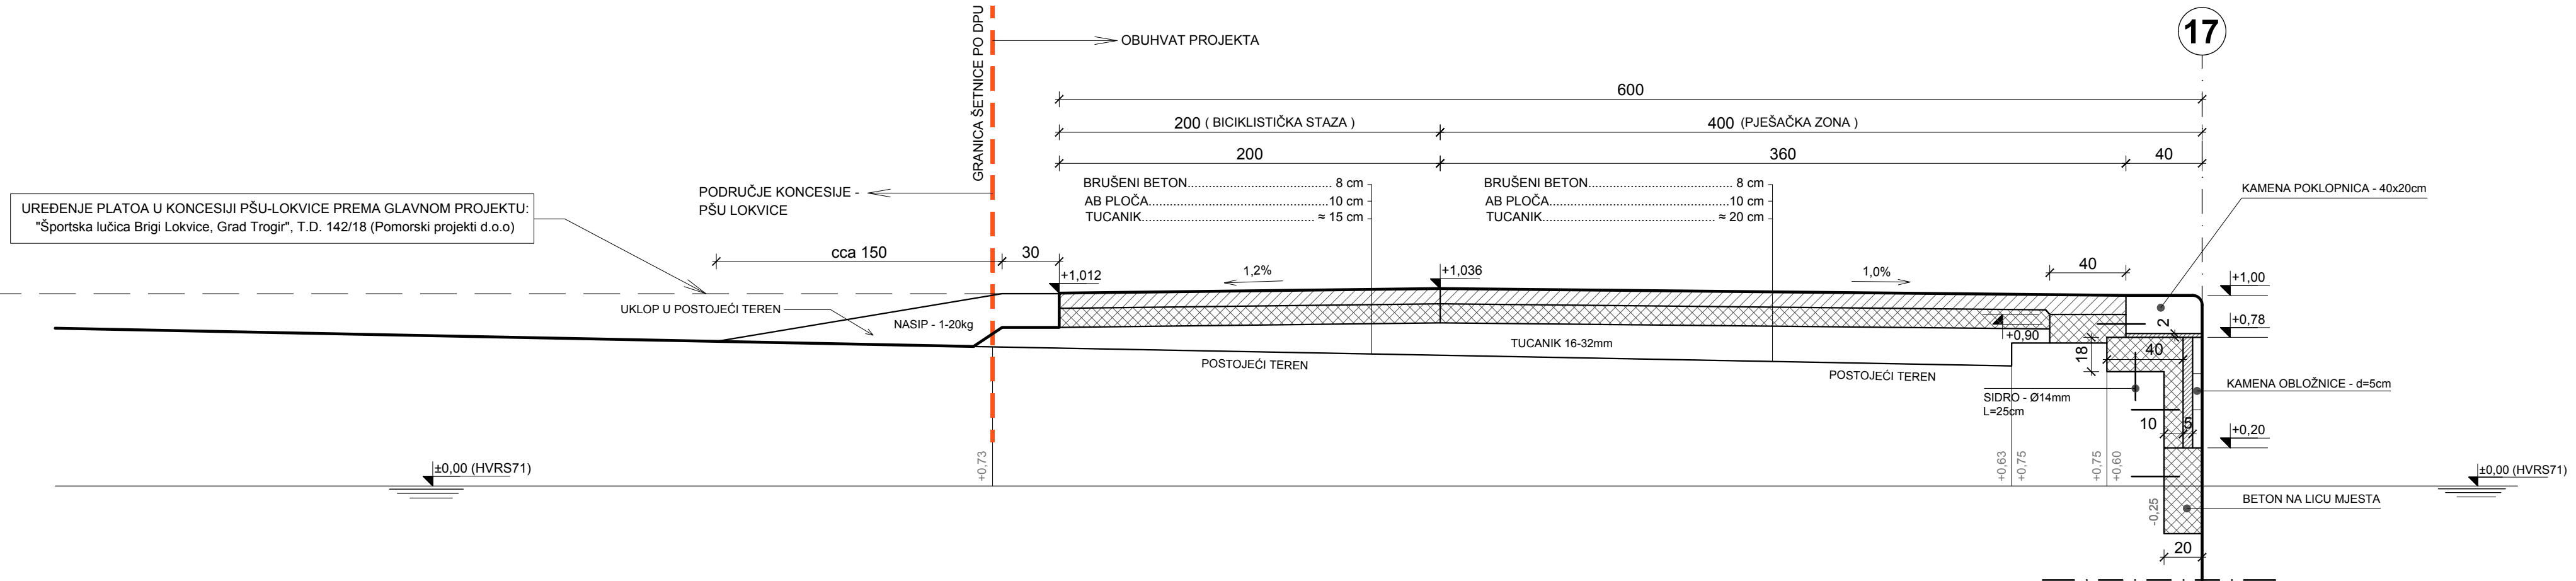 GRANICA ŠETNICE PO DPU
OBUHVAT PROJEKTA
17
600
200 ( BICIKLISTIČKA STAZA )
400 (PJEŠAČKA ZONA )
200
360
40
UREĐENJE PLATOA U KONCESIJI PŠU-LOKVICE PREMA GLAVNOM PROJEKTU:
"Športska lučica Brigi Lokvice, Grad Trogir", T.D. 142/18 (Pomorski projekti d.o.o)
PODRUČJE KONCESIJE -
PŠU LOKVICE
BRUŠENI BETON........................................ 8 cm
AB PLOČA..................................................10 cm
TUCANIK................................................ ≈ 15 cm
BRUŠENI BETON........................................ 8 cm
AB PLOČA..................................................10 cm
TUCANIK................................................ ≈ 20 cm
KAMENA POKLOPNICA - 40x20cm
cca 150
30
+1,012
1,2%
+1,036
1,0%
40
+1,00
UKLOP U POSTOJEĆI TEREN
NASIP - 1-20kg
TUCANIK 16-32mm
+0,90
2
+0,78
POSTOJEĆI TEREN
POSTOJEĆI TEREN
18
40
KAMENA OBLOŽNICE - d=5cm
SIDRO - Ø14mm
L=25cm
10
5
+0,20
±0,00 (HVRS71)
+0,73
+0,63
+0,75
+0,75
+0,60
±0,00 (HVRS71)
-0,25
BETON NA LICU MJESTA
20